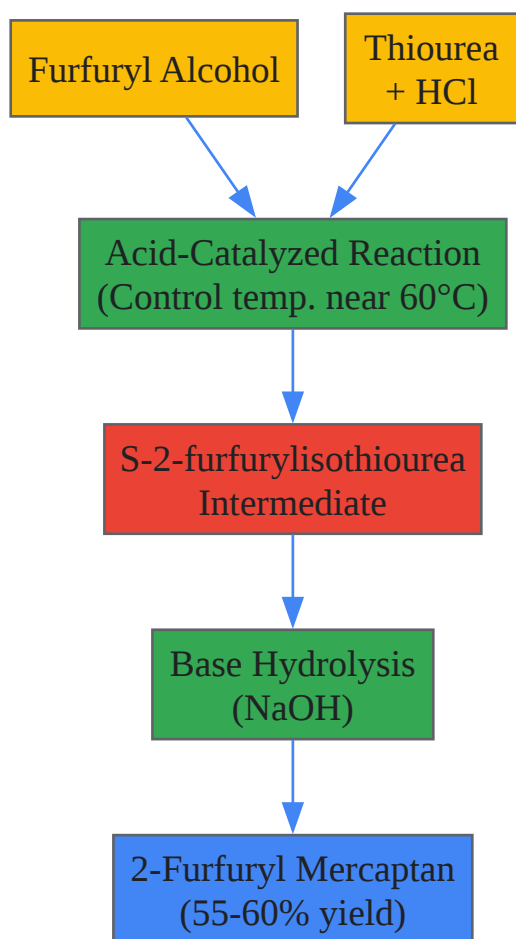 Furfuryl Alcohol
Thiourea
+ HCl
Acid-Catalyzed Reaction
(Control temp. near 60°C)
S-2-furfurylisothiourea
Intermediate
Base Hydrolysis
(NaOH)
2-Furfuryl Mercaptan
(55-60% yield)